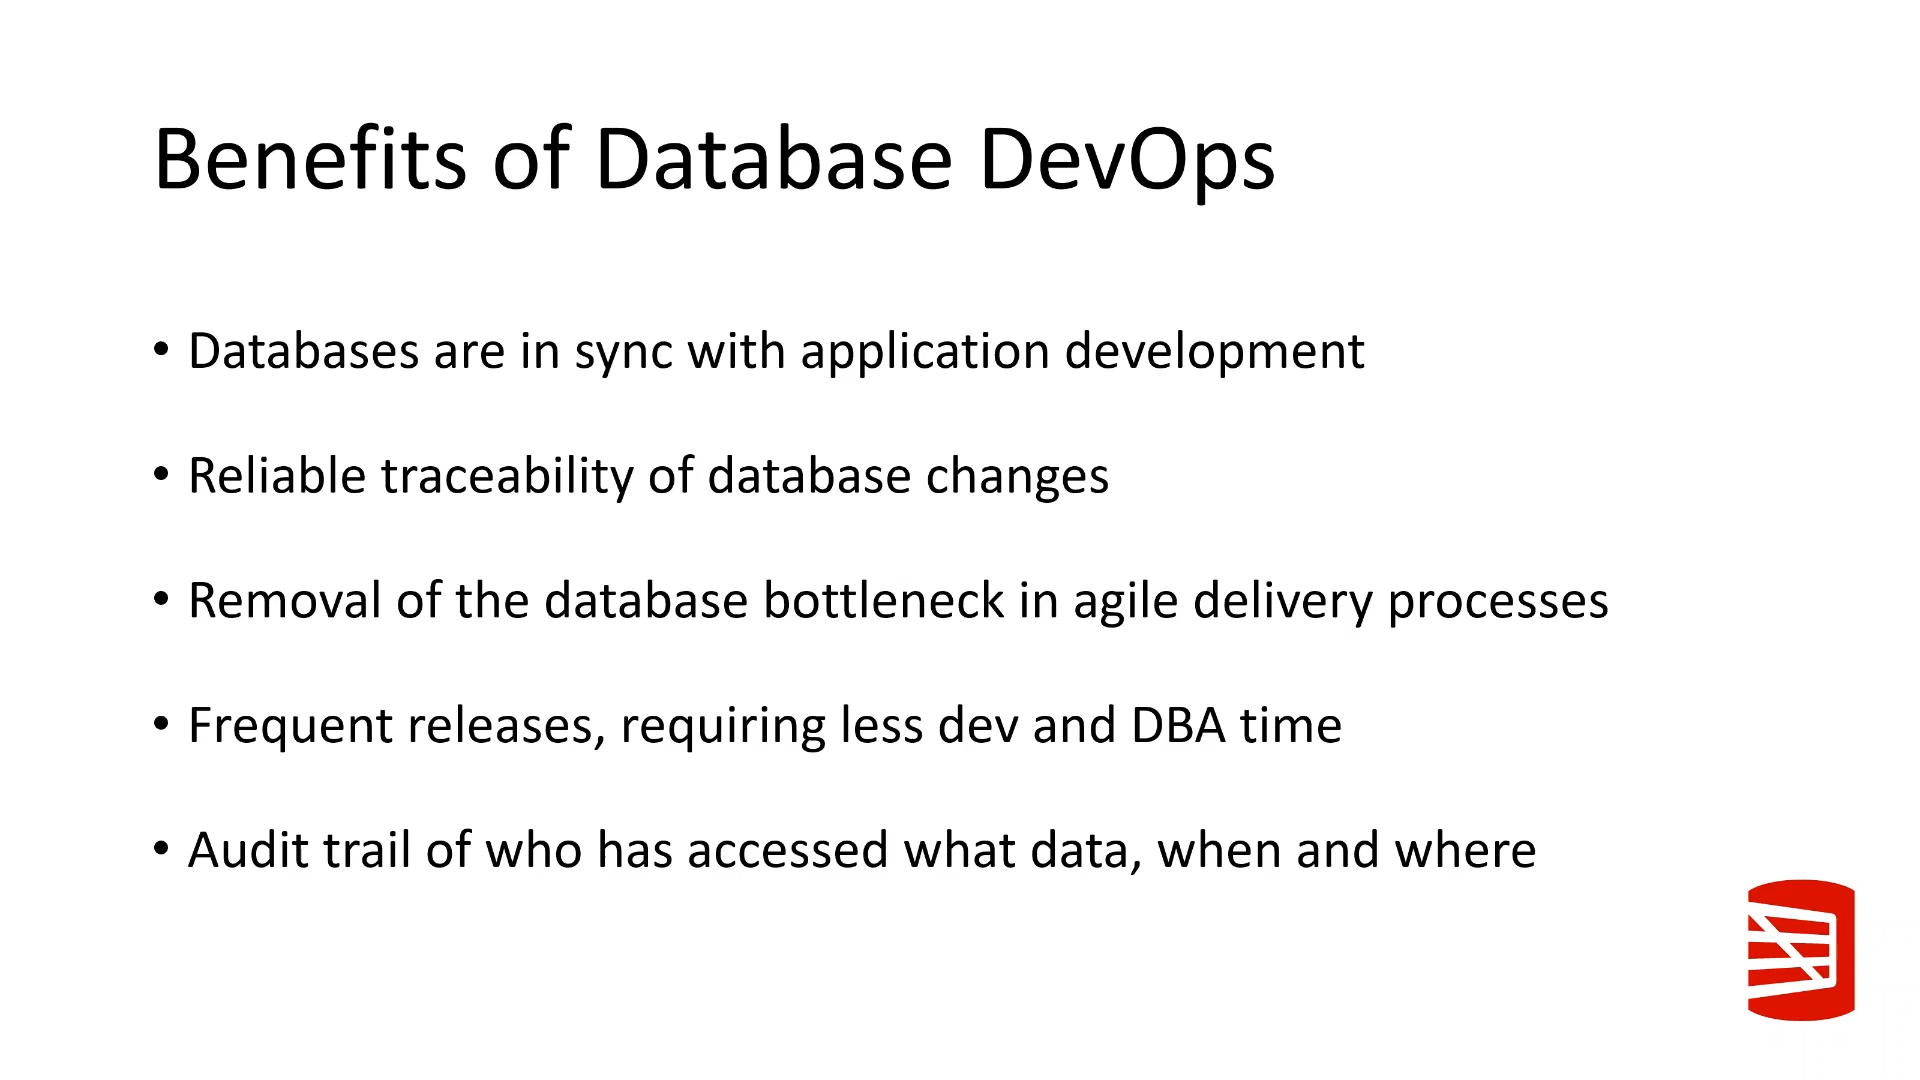 Benefits of Database DevOps
• Databases are in sync with application development
• Reliable traceability of database changes
• Removal of the database bottleneck in agile delivery processes
• Frequent releases, requiring less dev and DBA time
• Audit trail of who has accessed what data, when and where